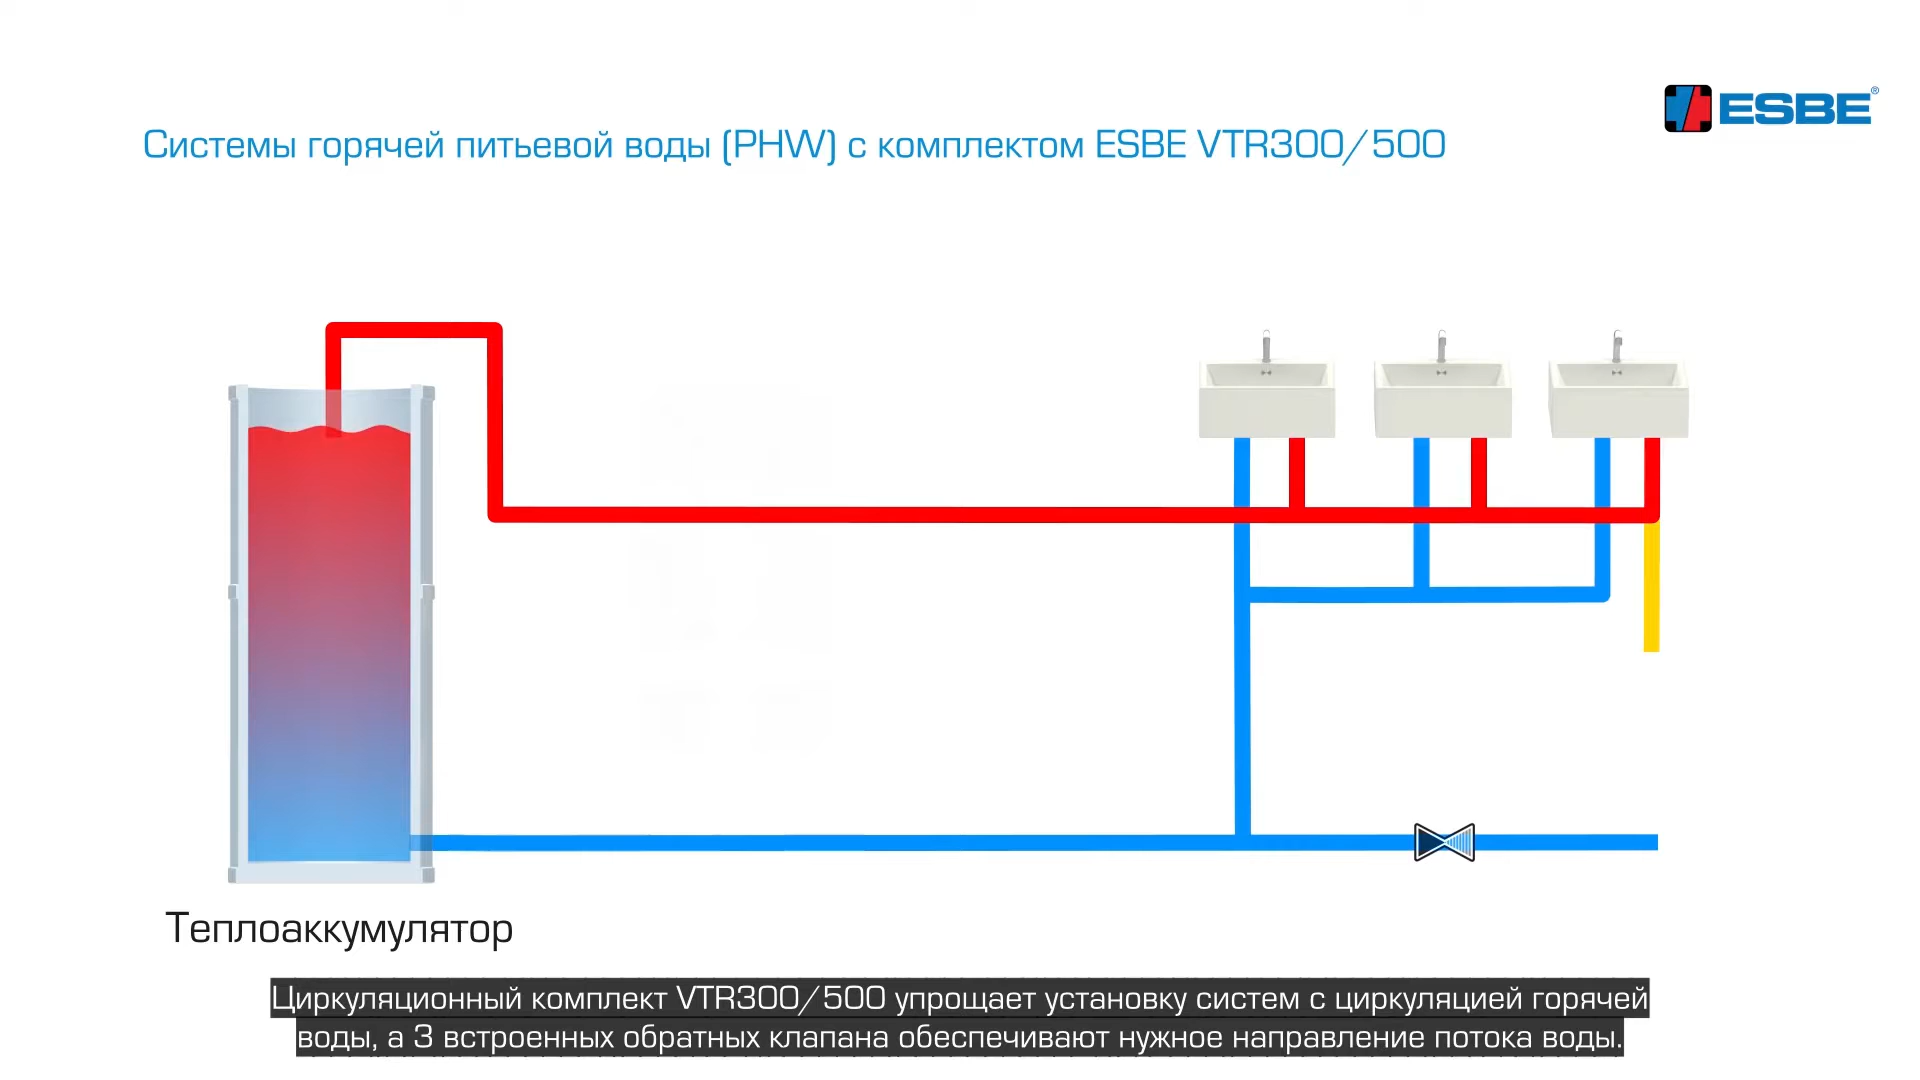 ESBE®
Системы горячей питьевой воды (PHW) с комплектом ESBE VTR300/500
Теплоаккумулятор
Циркуляционный комплект VTR300/500 упрощает установку систем с циркуляцией горячей
воды, а 3 встроенных обратных клапана обеспечивают нужное направление потока воды.